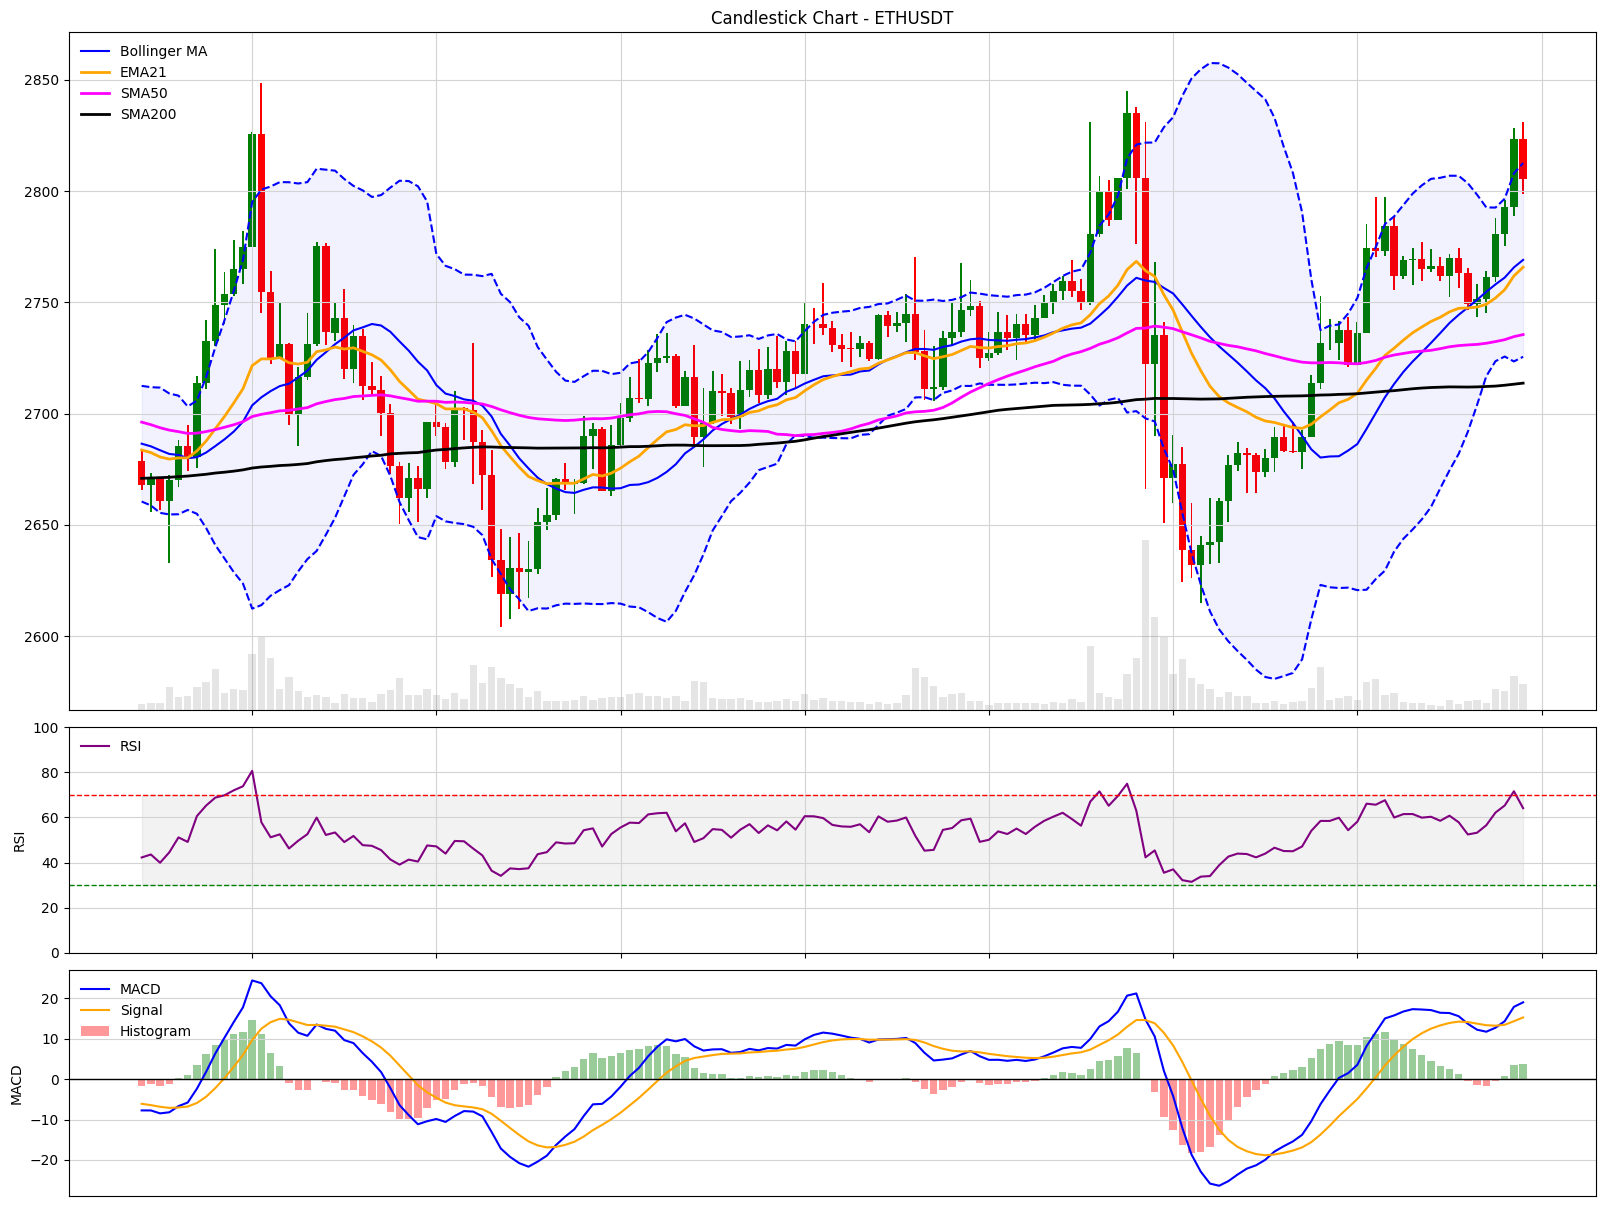 Candlestick Chart - ETHUSDT
Bollinger MA
EMA21
SMA50
SMA200
2850
2800
2750
2700
2650
2600
RSI
100
80
60
40
20
0
RSI
MACD
Signal
Histogram
20
10
0
−10
−20
MACD